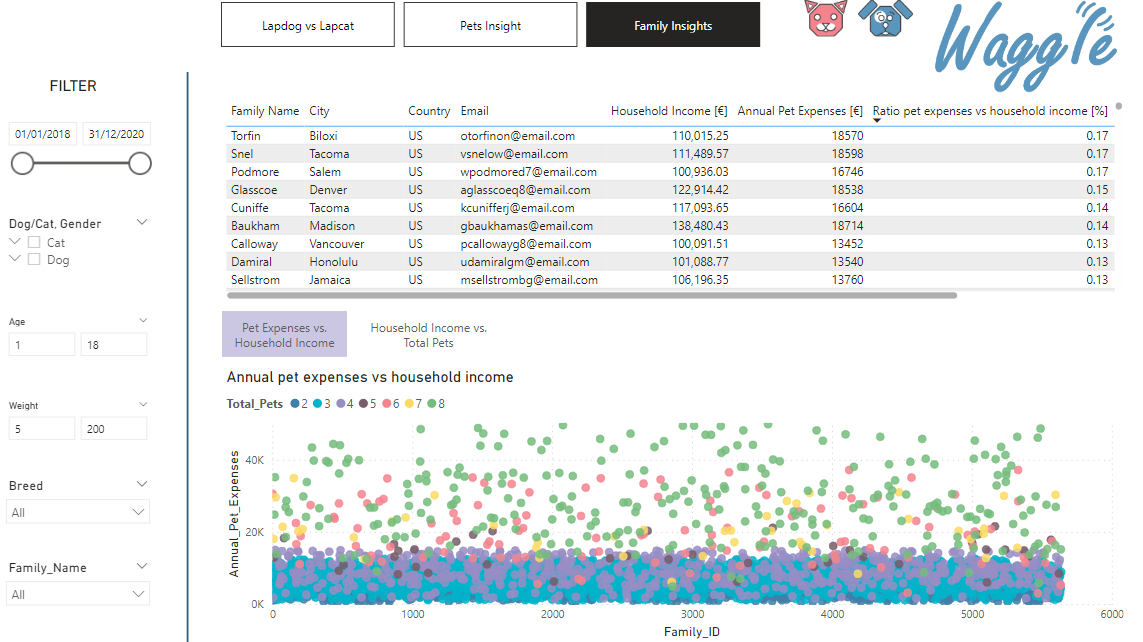 Lapdog vs Lapcat Pets Insight Family Insights
Waggle
FILTER
01/01/2018 31/12/2020
Dog/Cat, Gender
Cat
Dog
Age
1 18
Weight
5 200
Breed
All
Family_Name
All
Family Name City Country Email Household Income [€] Annual Pet Expenses [€] Ratio pet expenses vs household income [%]
Torfin Biloxi US otorfinon@email.com 110,015.25 18570 0.17
Snel Tacoma US vsnelow@email.com 111,489.57 18598 0.17
Podmore Salem US wpodmored7@email.com 100,936.03 16746 0.17
Glasscoe Denver US aglasscoeq8@email.com 122,914.42 18538 0.15
Cuniffe Tacoma US kcunifferj@email.com 117,093.65 16604 0.14
Baukham Madison US gbaukhamas@email.com 138,480.43 18714 0.14
Calloway Vancouver US pcallowayg8@email.com 100,091.51 13452 0.13
Damiral Honolulu US udamiralgm@email.com 101,088.77 13540 0.13
Sellstrom Jamaica US msellstrombg@email.com 106,196.35 13760 0.13
Pet Expenses vs.
Household Income
Household Income vs.
Total Pets
Annual pet expenses vs household income
Total_Pets 2 3 4 5 6 7 8
Annual_Pet_Expenses
40K
20K
0K
0 1000 2000 3000 4000 5000 6000
Family_ID